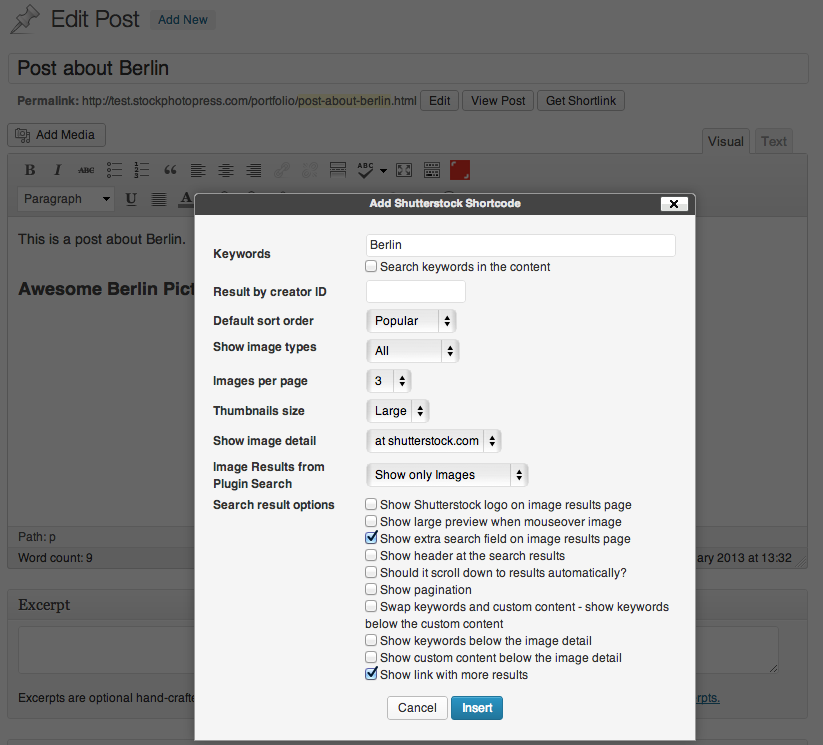 Edit Post Add New
Post about Berlin
Permalink: http://test.stockphotopress.com/portfolio/post-about-berlin.html Edit View Post Get Shortlink
Add Media
Visual Text
B I ABC ABC
Paragraph U A
Add Shutterstock Shortcode
This is a post about Berlin.
Awesome Berlin Pict
Keywords Berlin
Search keywords in the content
Result by creator ID
Default sort order Popular
Show image types All
Images per page 3
Thumbnails size Large
Show image detail at shutterstock.com
Image Results from
Plugin Search Show only Images
Search result options Show Shutterstock logo on image results page
Show large preview when mouseover image
Show extra search field on image results page
Show header at the search results
Should it scroll down to results automatically?
Show pagination
Swap keywords and custom content - show keywords
below the custom content
Show keywords below the image detail
Show custom content below the image detail
Show link with more results
Cancel Insert
Path: p
Word count: 9 ary 2013 at 13:32
Excerpt
Excerpts are optional hand-crafte rpts.